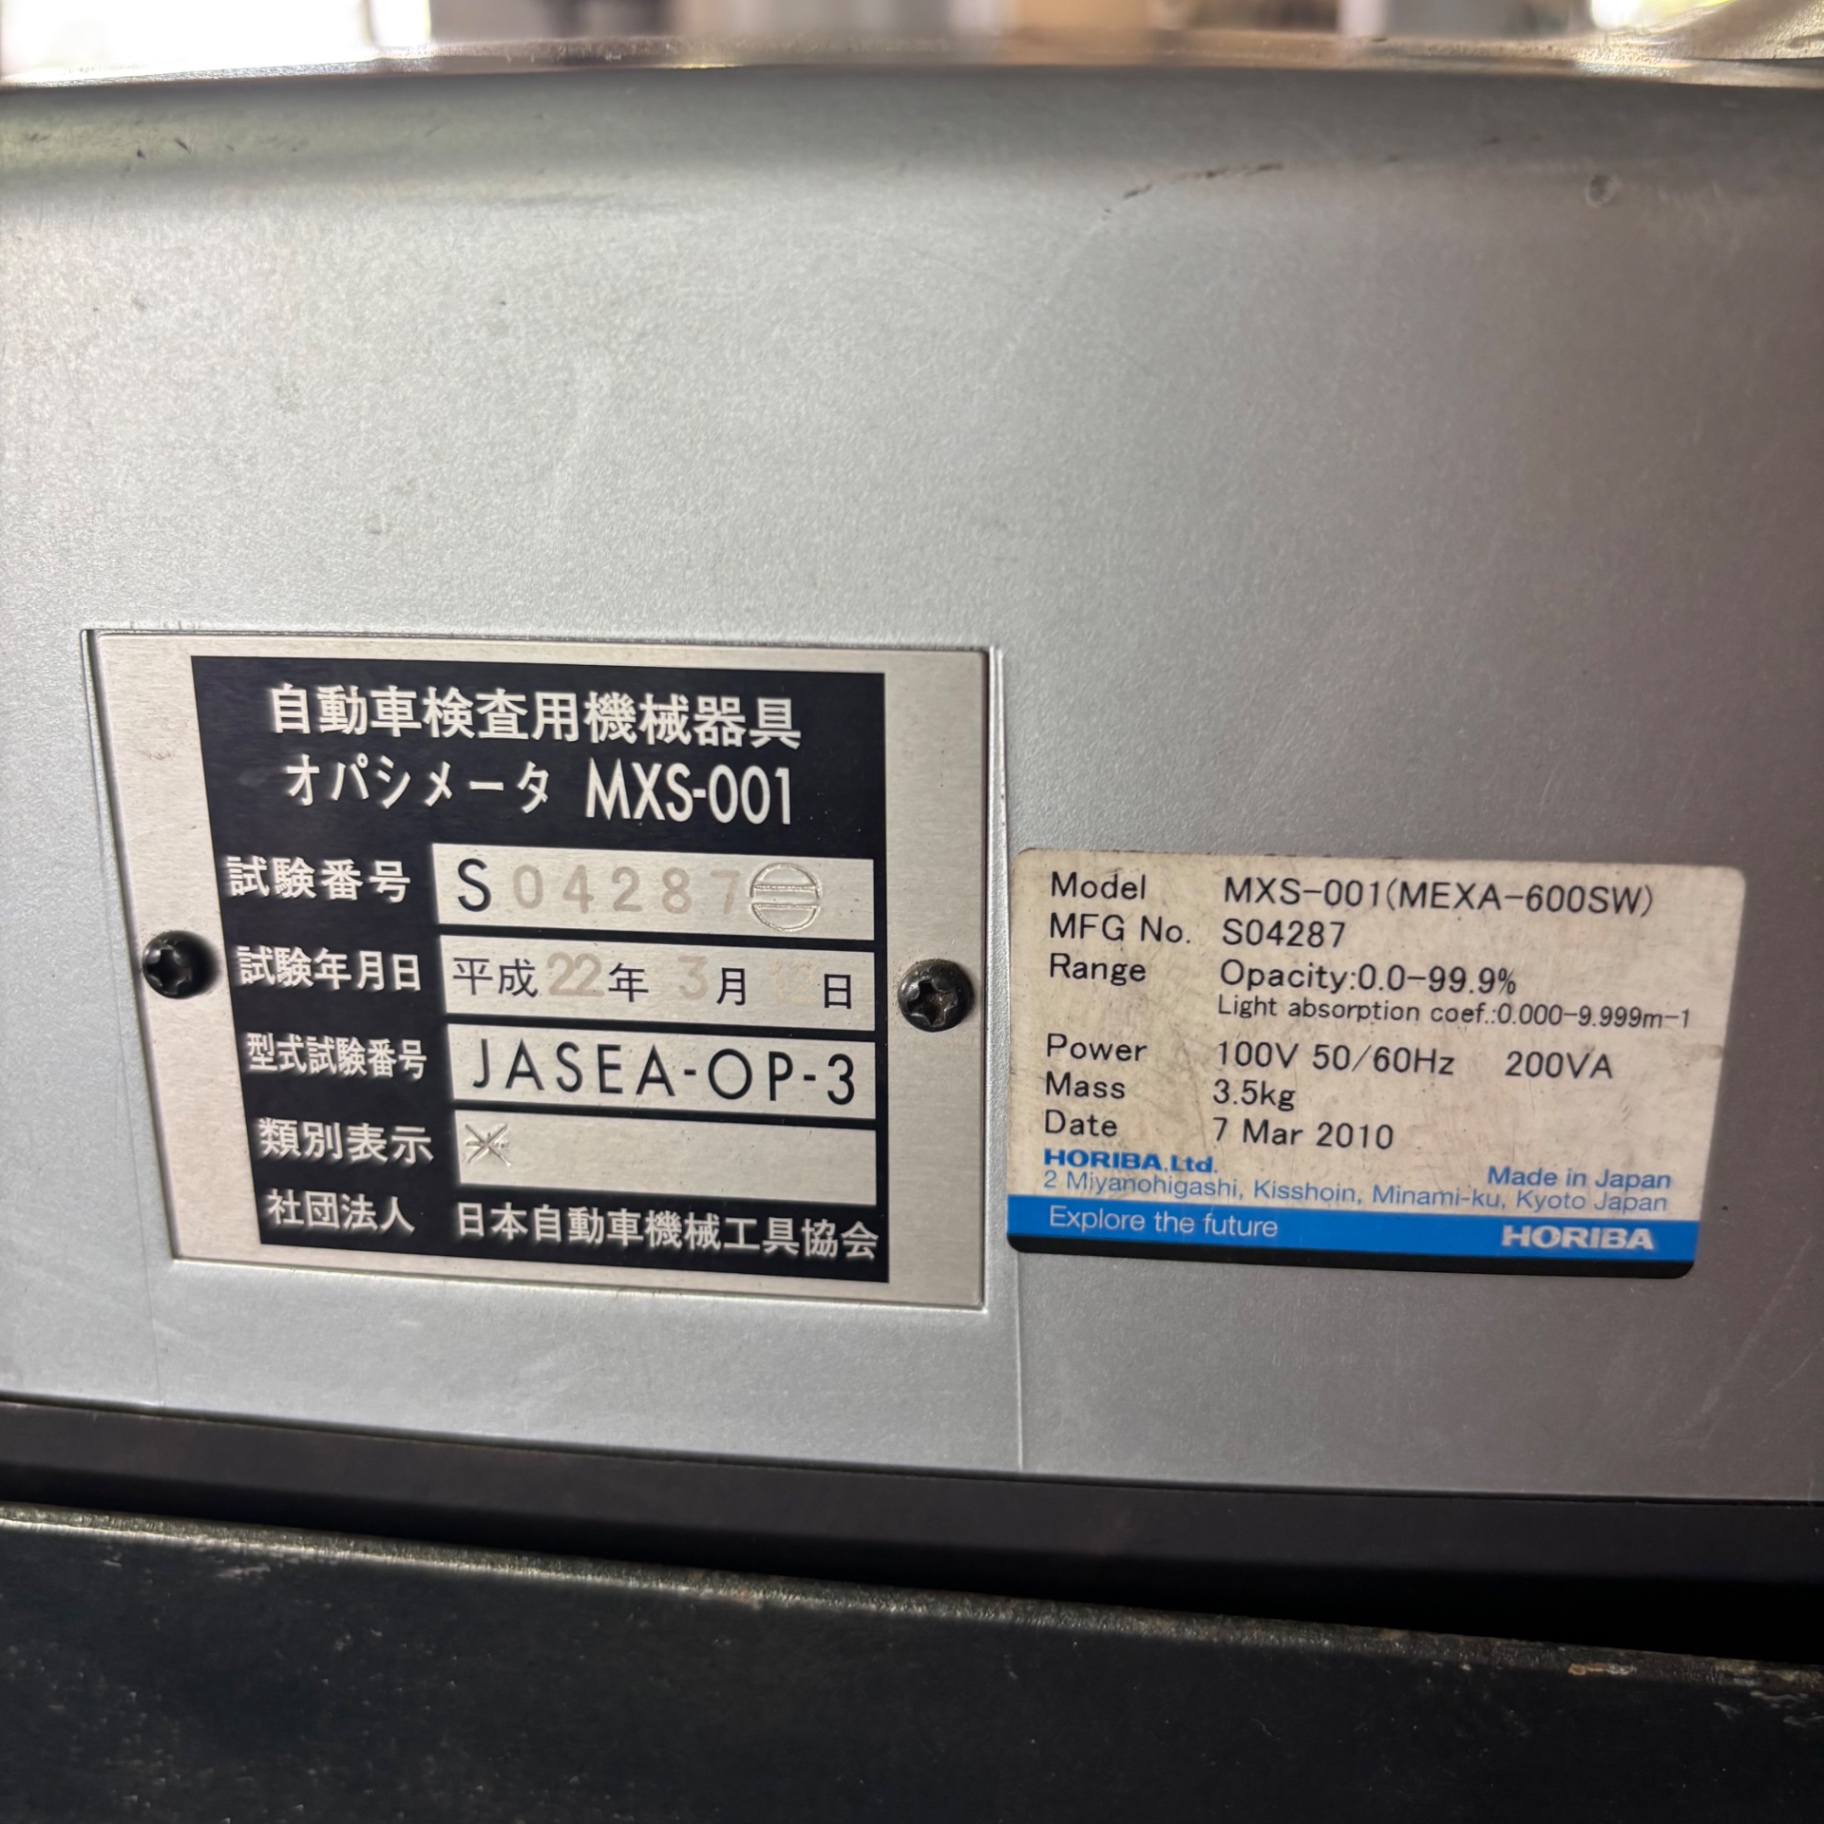 自動車検査用機械器具
オパシメータ MXS-001
試験番号 S 04287
試験年月日 平成 22 年 3 月 日
型式試験番号 JASEA-OP-3
類別表示 ※
社団法人 日本自動車機械工具協会
Model MXS-001(MEXA-600SW)
MFG No. S04287
Range Opacity:0.0-99.9%
Light absorption coef.:0.000-9.999m-1
Power 100V 50/60Hz 200VA
Mass 3.5kg
Date 7 Mar 2010
HORIBA,Ltd. Made in Japan
2 Miyanohigashi, Kisshoin, Minami-ku, Kyoto Japan
Explore the future HORIBA